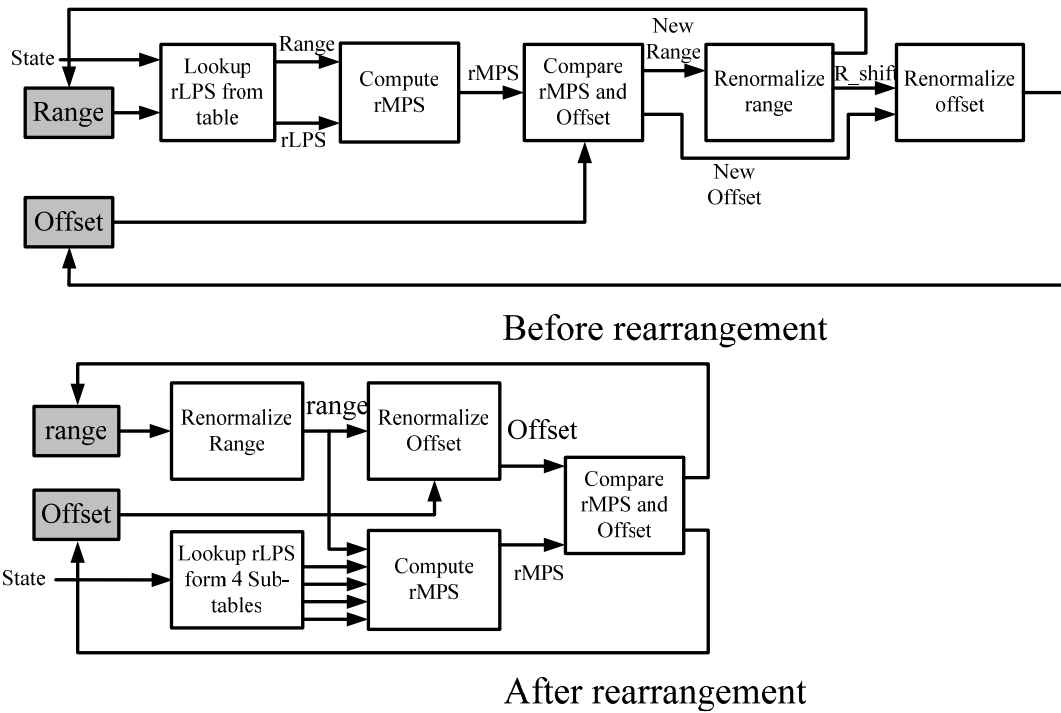 New
State
Range
Range
Lookup
rLPS from
table
Range
rLPS
Compute
rMPS
rMPS
Compare
rMPS and
Offset
Renormalize
range
R_shift
Renormalize
offset
New
Offset
Offset
Before rearrangement
range
Renormalize
Range
range
Renormalize
Offset
Offset
Compare
rMPS and
Offset
Offset
State
Lookup rLPS
form 4 Sub-
tables
Compute
rMPS
rMPS
After rearrangement